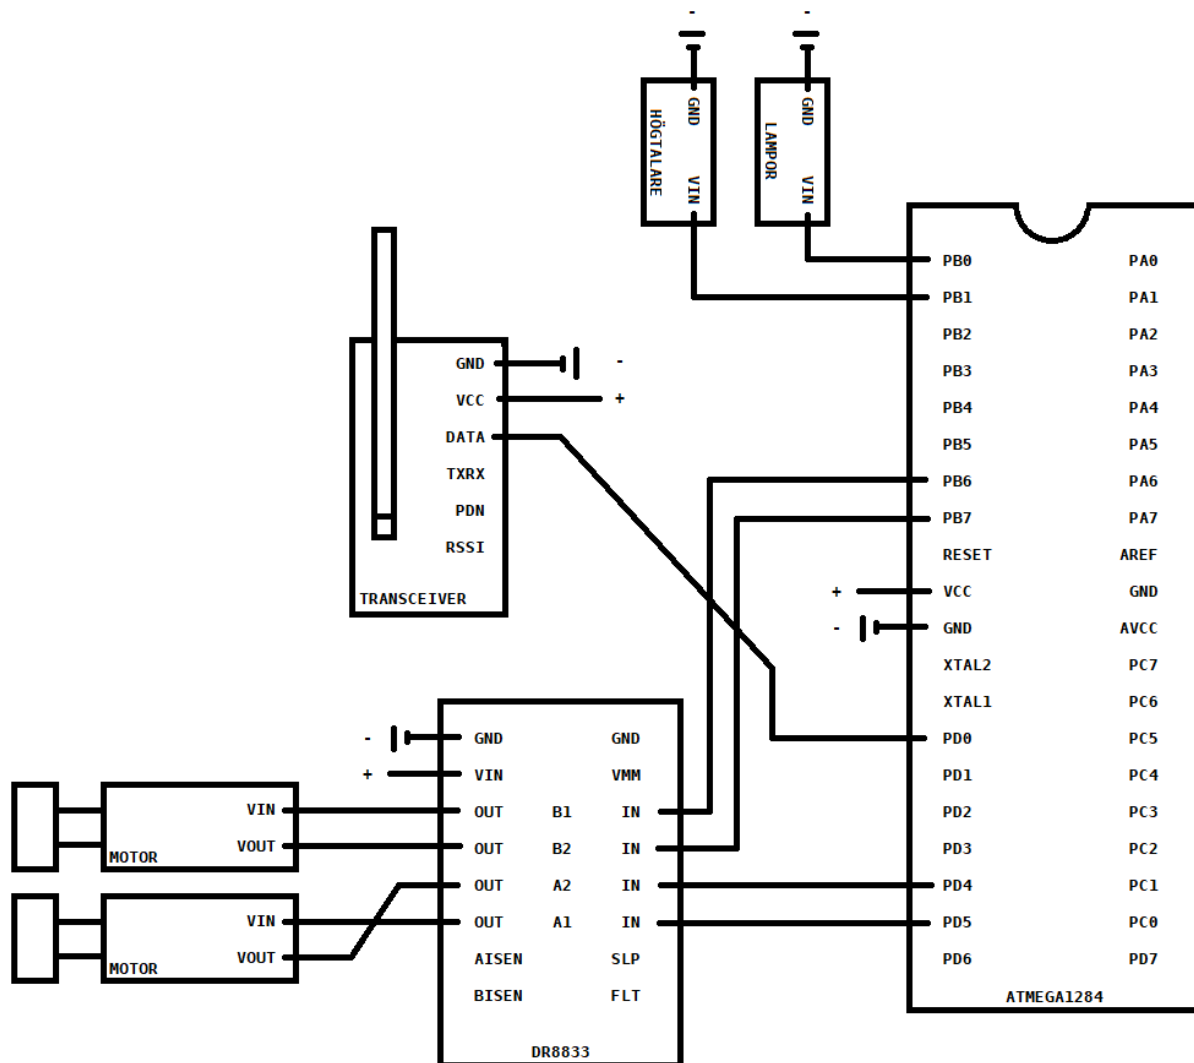 - -
GND GND
HÖGTALARE LAMPOR
VIN VIN
PB0 PA0
PB1 PA1
PB2 PA2
PB3 PA3
PB4 PA4
PB5 PA5
PB6 PA6
PB7 PA7
RESET AREF
+ VCC GND
- GND AVCC
XTAL2 PC7
XTAL1 PC6
PD0 PC5
PD1 PC4
PD2 PC3
PD3 PC2
PD4 PC1
PD5 PC0
PD6 PD7
ATMEGA1284
GND -
VCC +
DATA
TXRX
PDN
RSSI
TRANSCEIVER
- GND GND
+ VIN VMM
OUT B1 IN
OUT B2 IN
OUT A2 IN
OUT A1 IN
AISEN SLP
BISEN FLT
DR8833
VIN
VOUT
MOTOR
VIN
VOUT
MOTOR